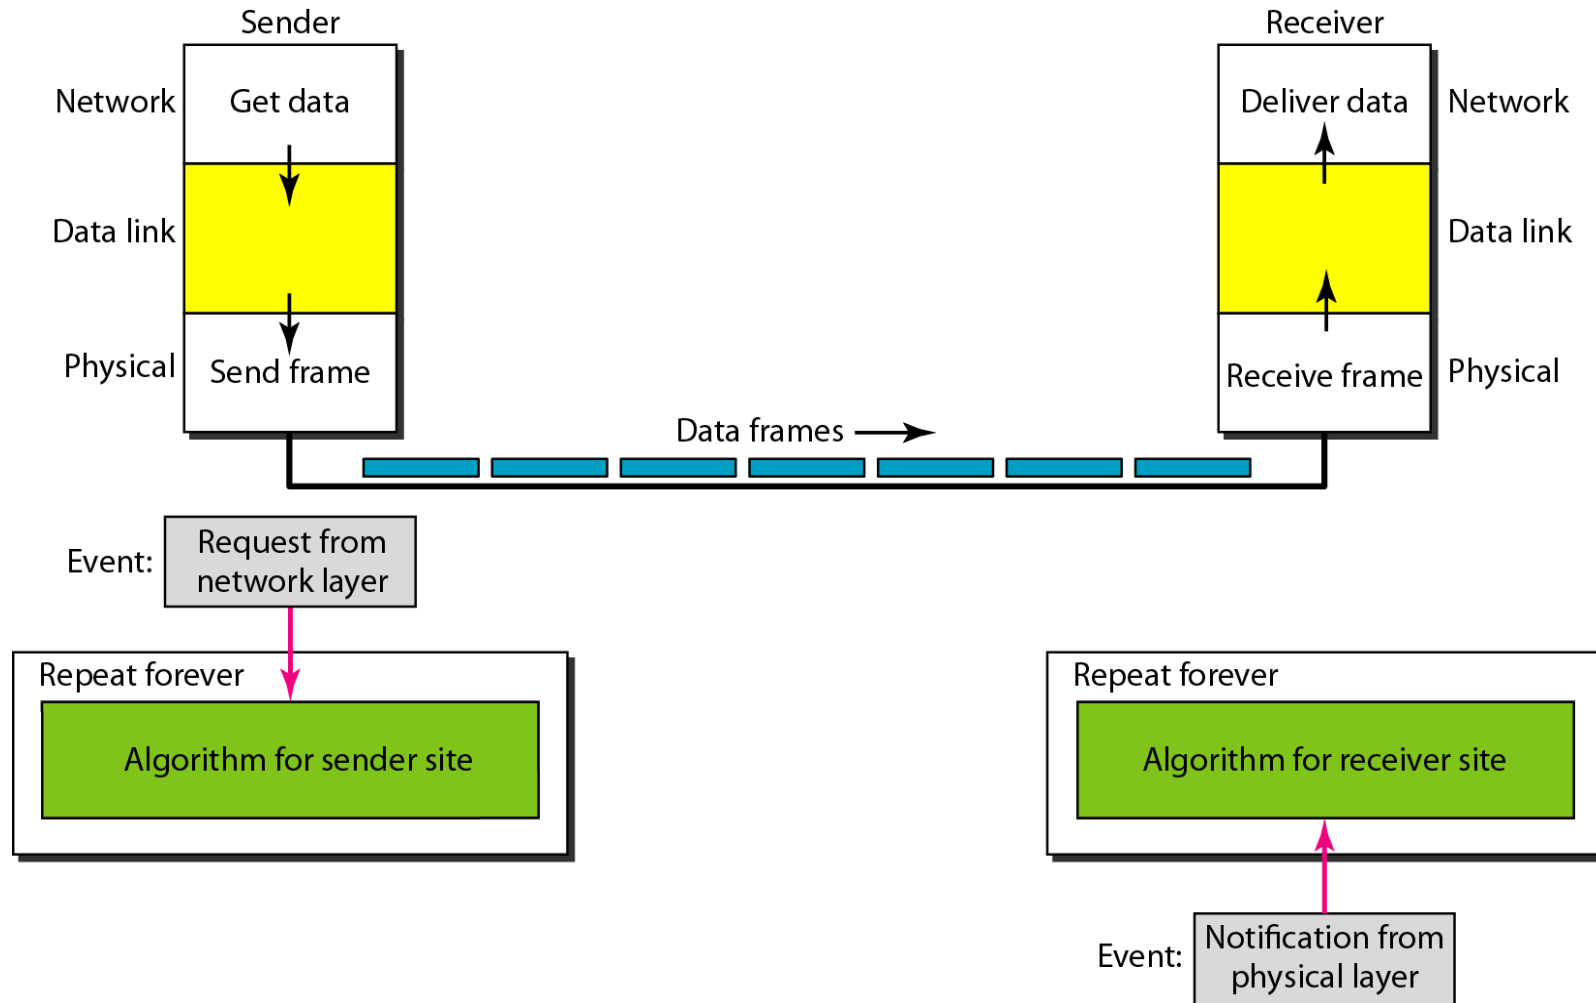 Sender
Receiver
Network
Get data
Deliver data
Network
Data link
Data link
Physical
Send frame
Receive frame
Physical
Data frames
Event:
Request from
network layer
Repeat forever
Algorithm for sender site
Repeat forever
Algorithm for receiver site
Event:
Notification from
physical layer